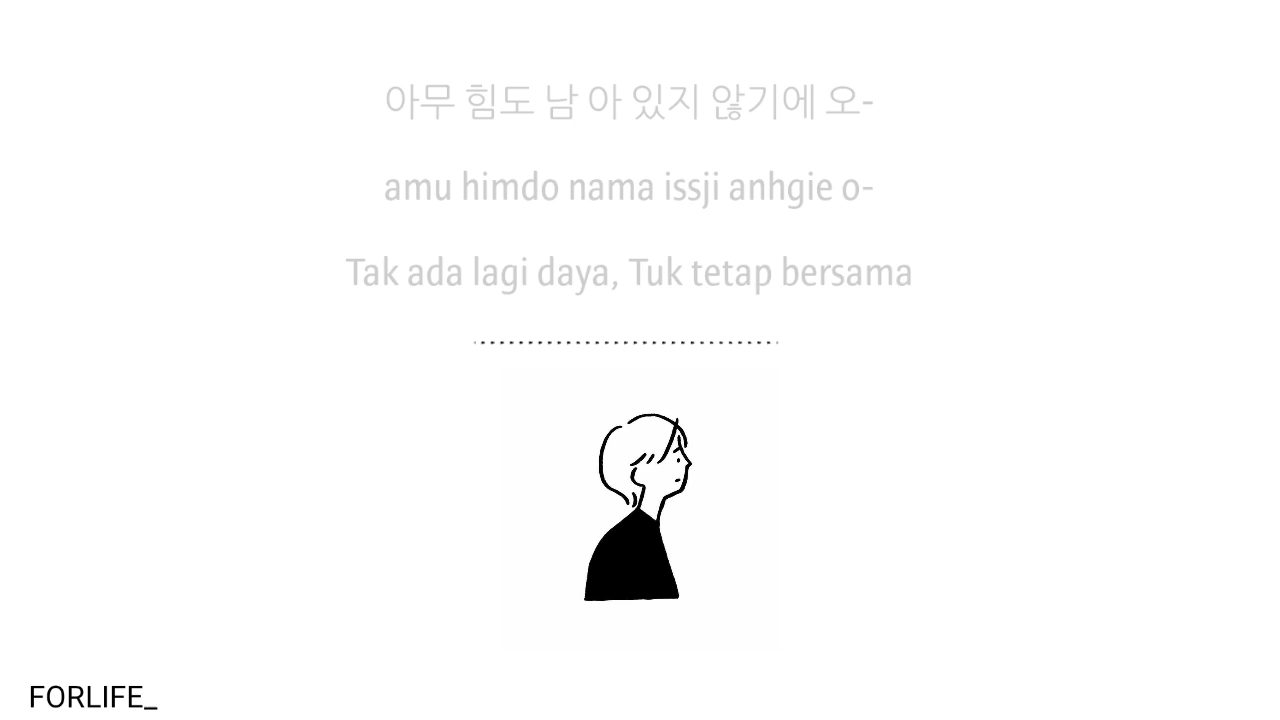 아무 힘도 남 아 있지 않기에 오-
amu himdo nama issji anhgie o-
Tak ada lagi daya, Tuk tetap bersama
FORLIFE_